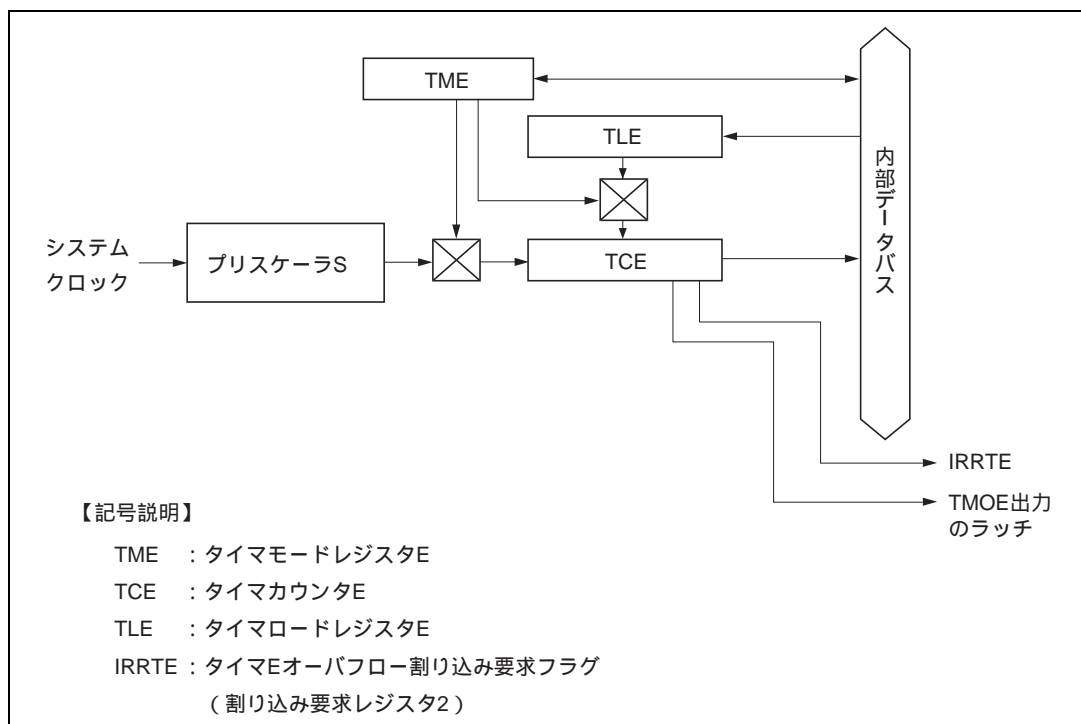 TME
TLE
内部データバス
システム
クロック
プリスケーラS
TCE
IRRTE
TMOE出力
のラッチ
【記号説明】
TME : タイマモードレジスタE
TCE : タイマカウンタE
TLE : タイマロードレジスタE
IRRTE : タイマEオーバフロー割り込み要求フラグ
（割り込み要求レジスタ2）